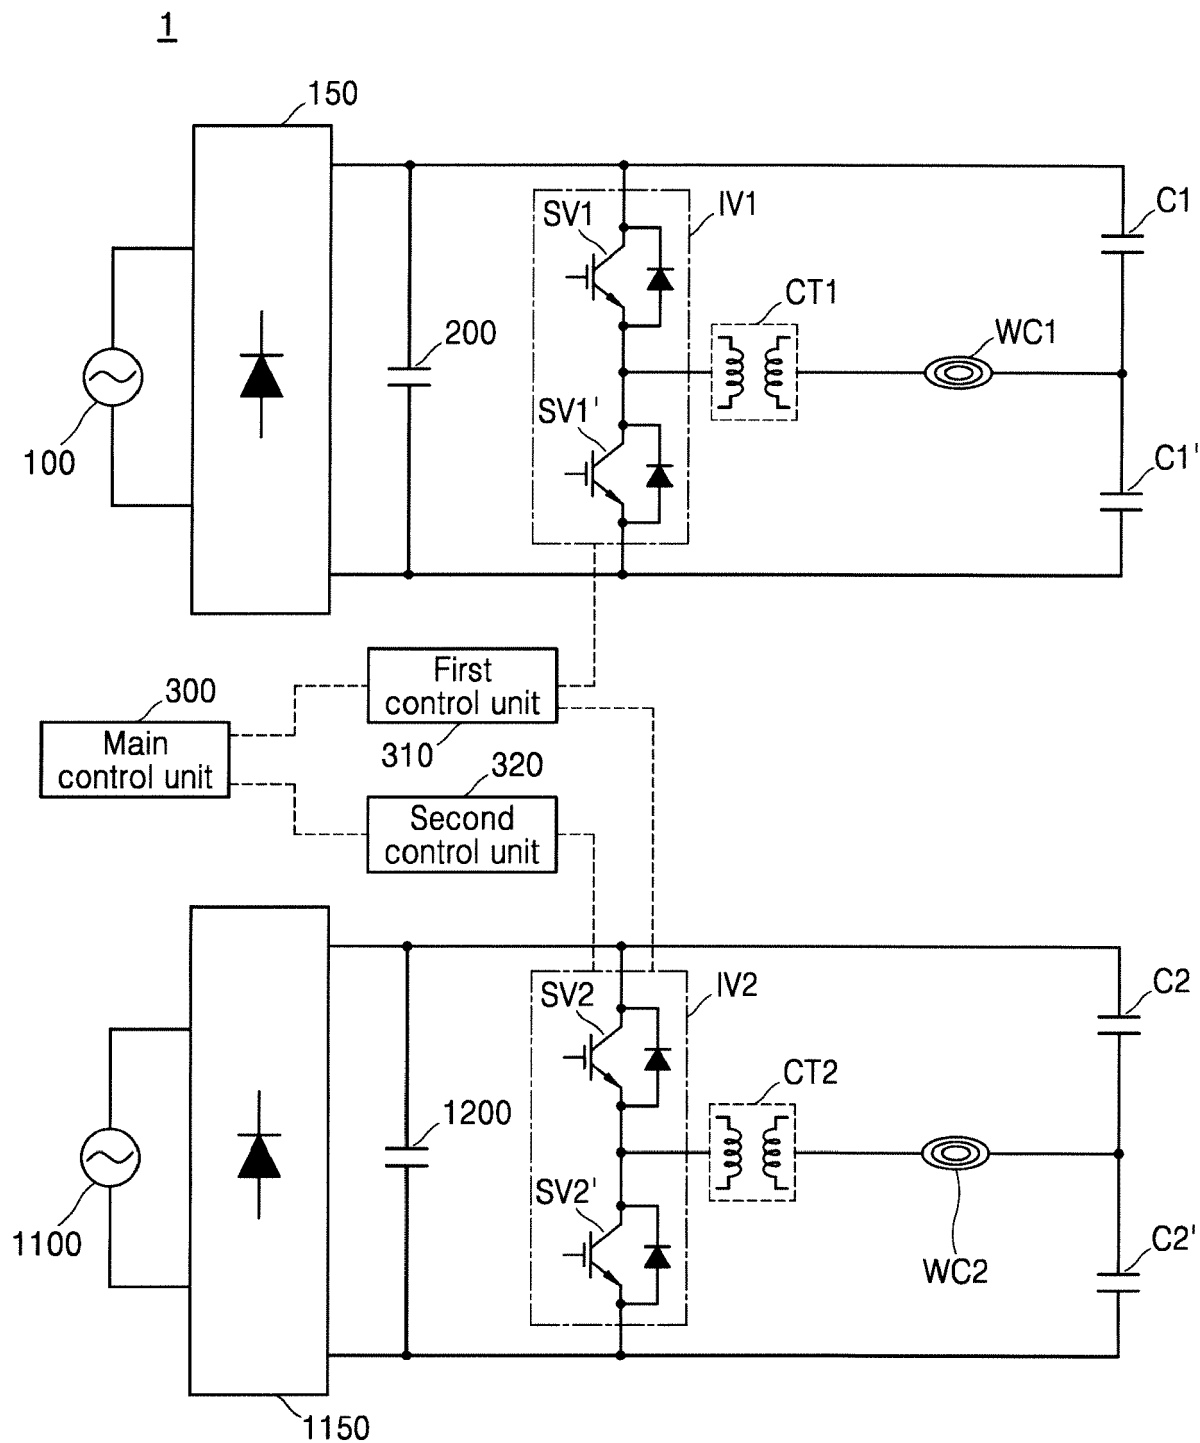 1
150
SV1
IV1
C1
CT1
WC1
200
SV1'
100
C1'
300
First
control unit
Main
control unit
310
320
Second
control unit
SV2
IV2
C2
CT2
1200
SV2'
1100
WC2
C2'
1150